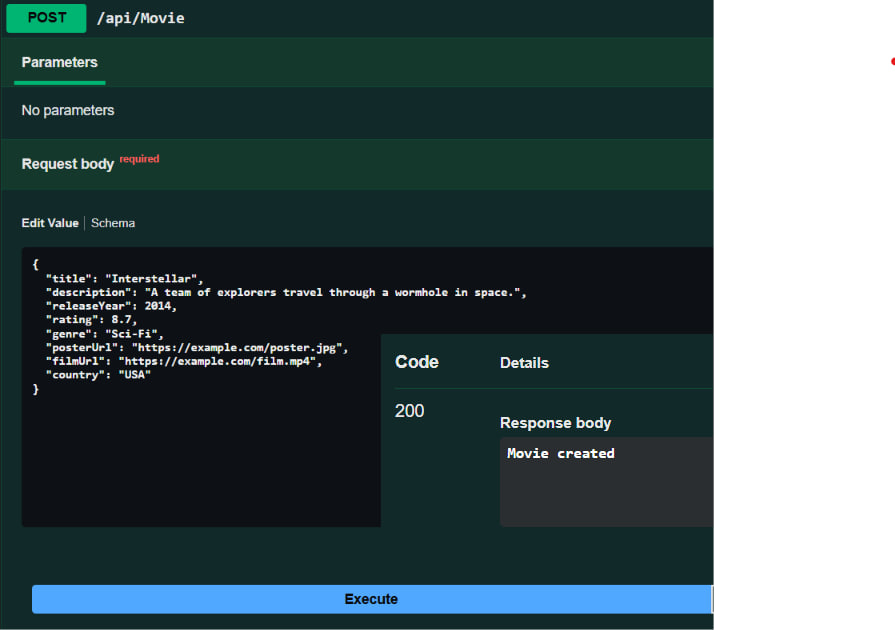 POST /api/Movie
Parameters
No parameters
Request body required
Edit Value | Schema
{
  "title": "Interstellar",
  "description": "A team of explorers travel through a wormhole in space.",
  "releaseYear": 2014,
  "rating": 8.7,
  "genre": "Sci-Fi",
  "posterUrl": "https://example.com/poster.jpg",
  "filmUrl": "https://example.com/film.mp4",
  "country": "USA"
}
Code Details
200
Response body
Movie created
Execute